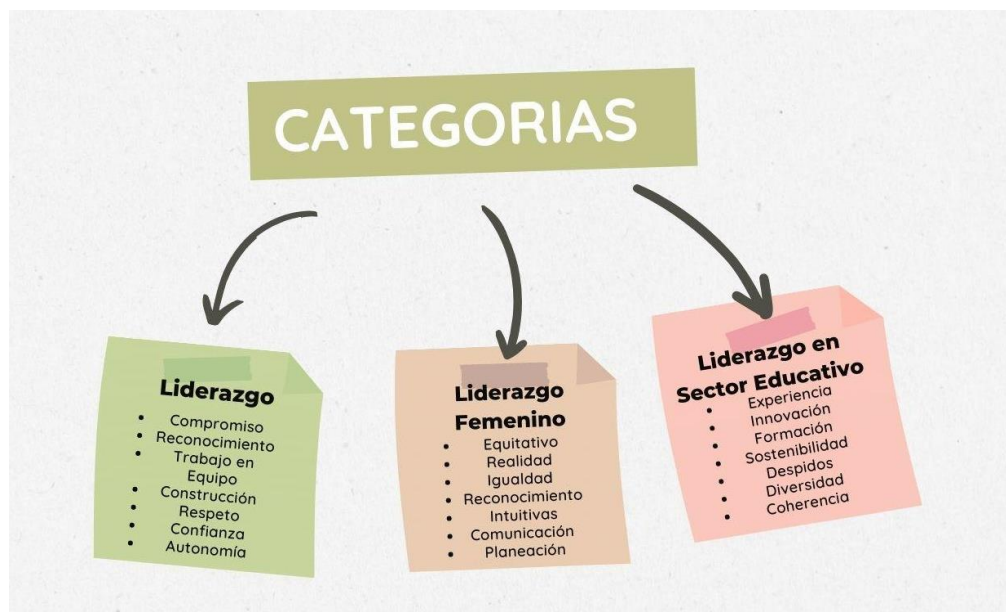 CATEGORIAS
Liderazgo
• Compromiso
• Reconocimiento
• Trabajo en
Equipo
• Construcción
• Respeto
• Confianza
• Autonomía
Liderazgo
Femenino
• Equitativo
• Realidad
• Igualdad
• Reconocimiento
• Intuitivas
• Comunicación
• Planeación
Liderazgo en
Sector Educativo
• Experiencia
• Innovación
• Formación
• Sostenibilidad
• Despidos
• Diversidad
• Coherencia